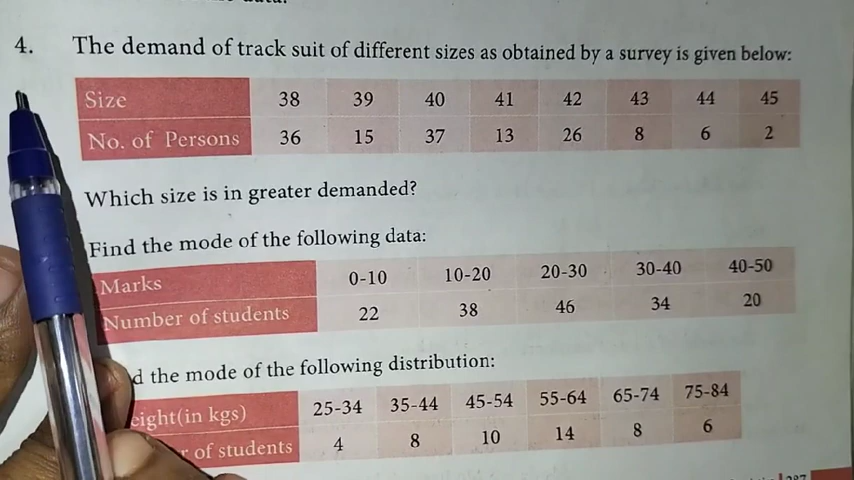 data.
4. The demand of track suit of different sizes as obtained by a survey is given below:
Size 38 39 40 41 42 43 44 45
No. of Persons 36 15 37 13 26 8 6 2
Which size is in greater demanded?
Find the mode of the following data:
Marks 0-10 10-20 20-30 30-40 40-50
Number of students 22 38 46 34 20
d the mode of the following distribution:
eight(in kgs) 25-34 35-44 45-54 55-64 65-74 75-84
r of students 4 8 10 14 8 6